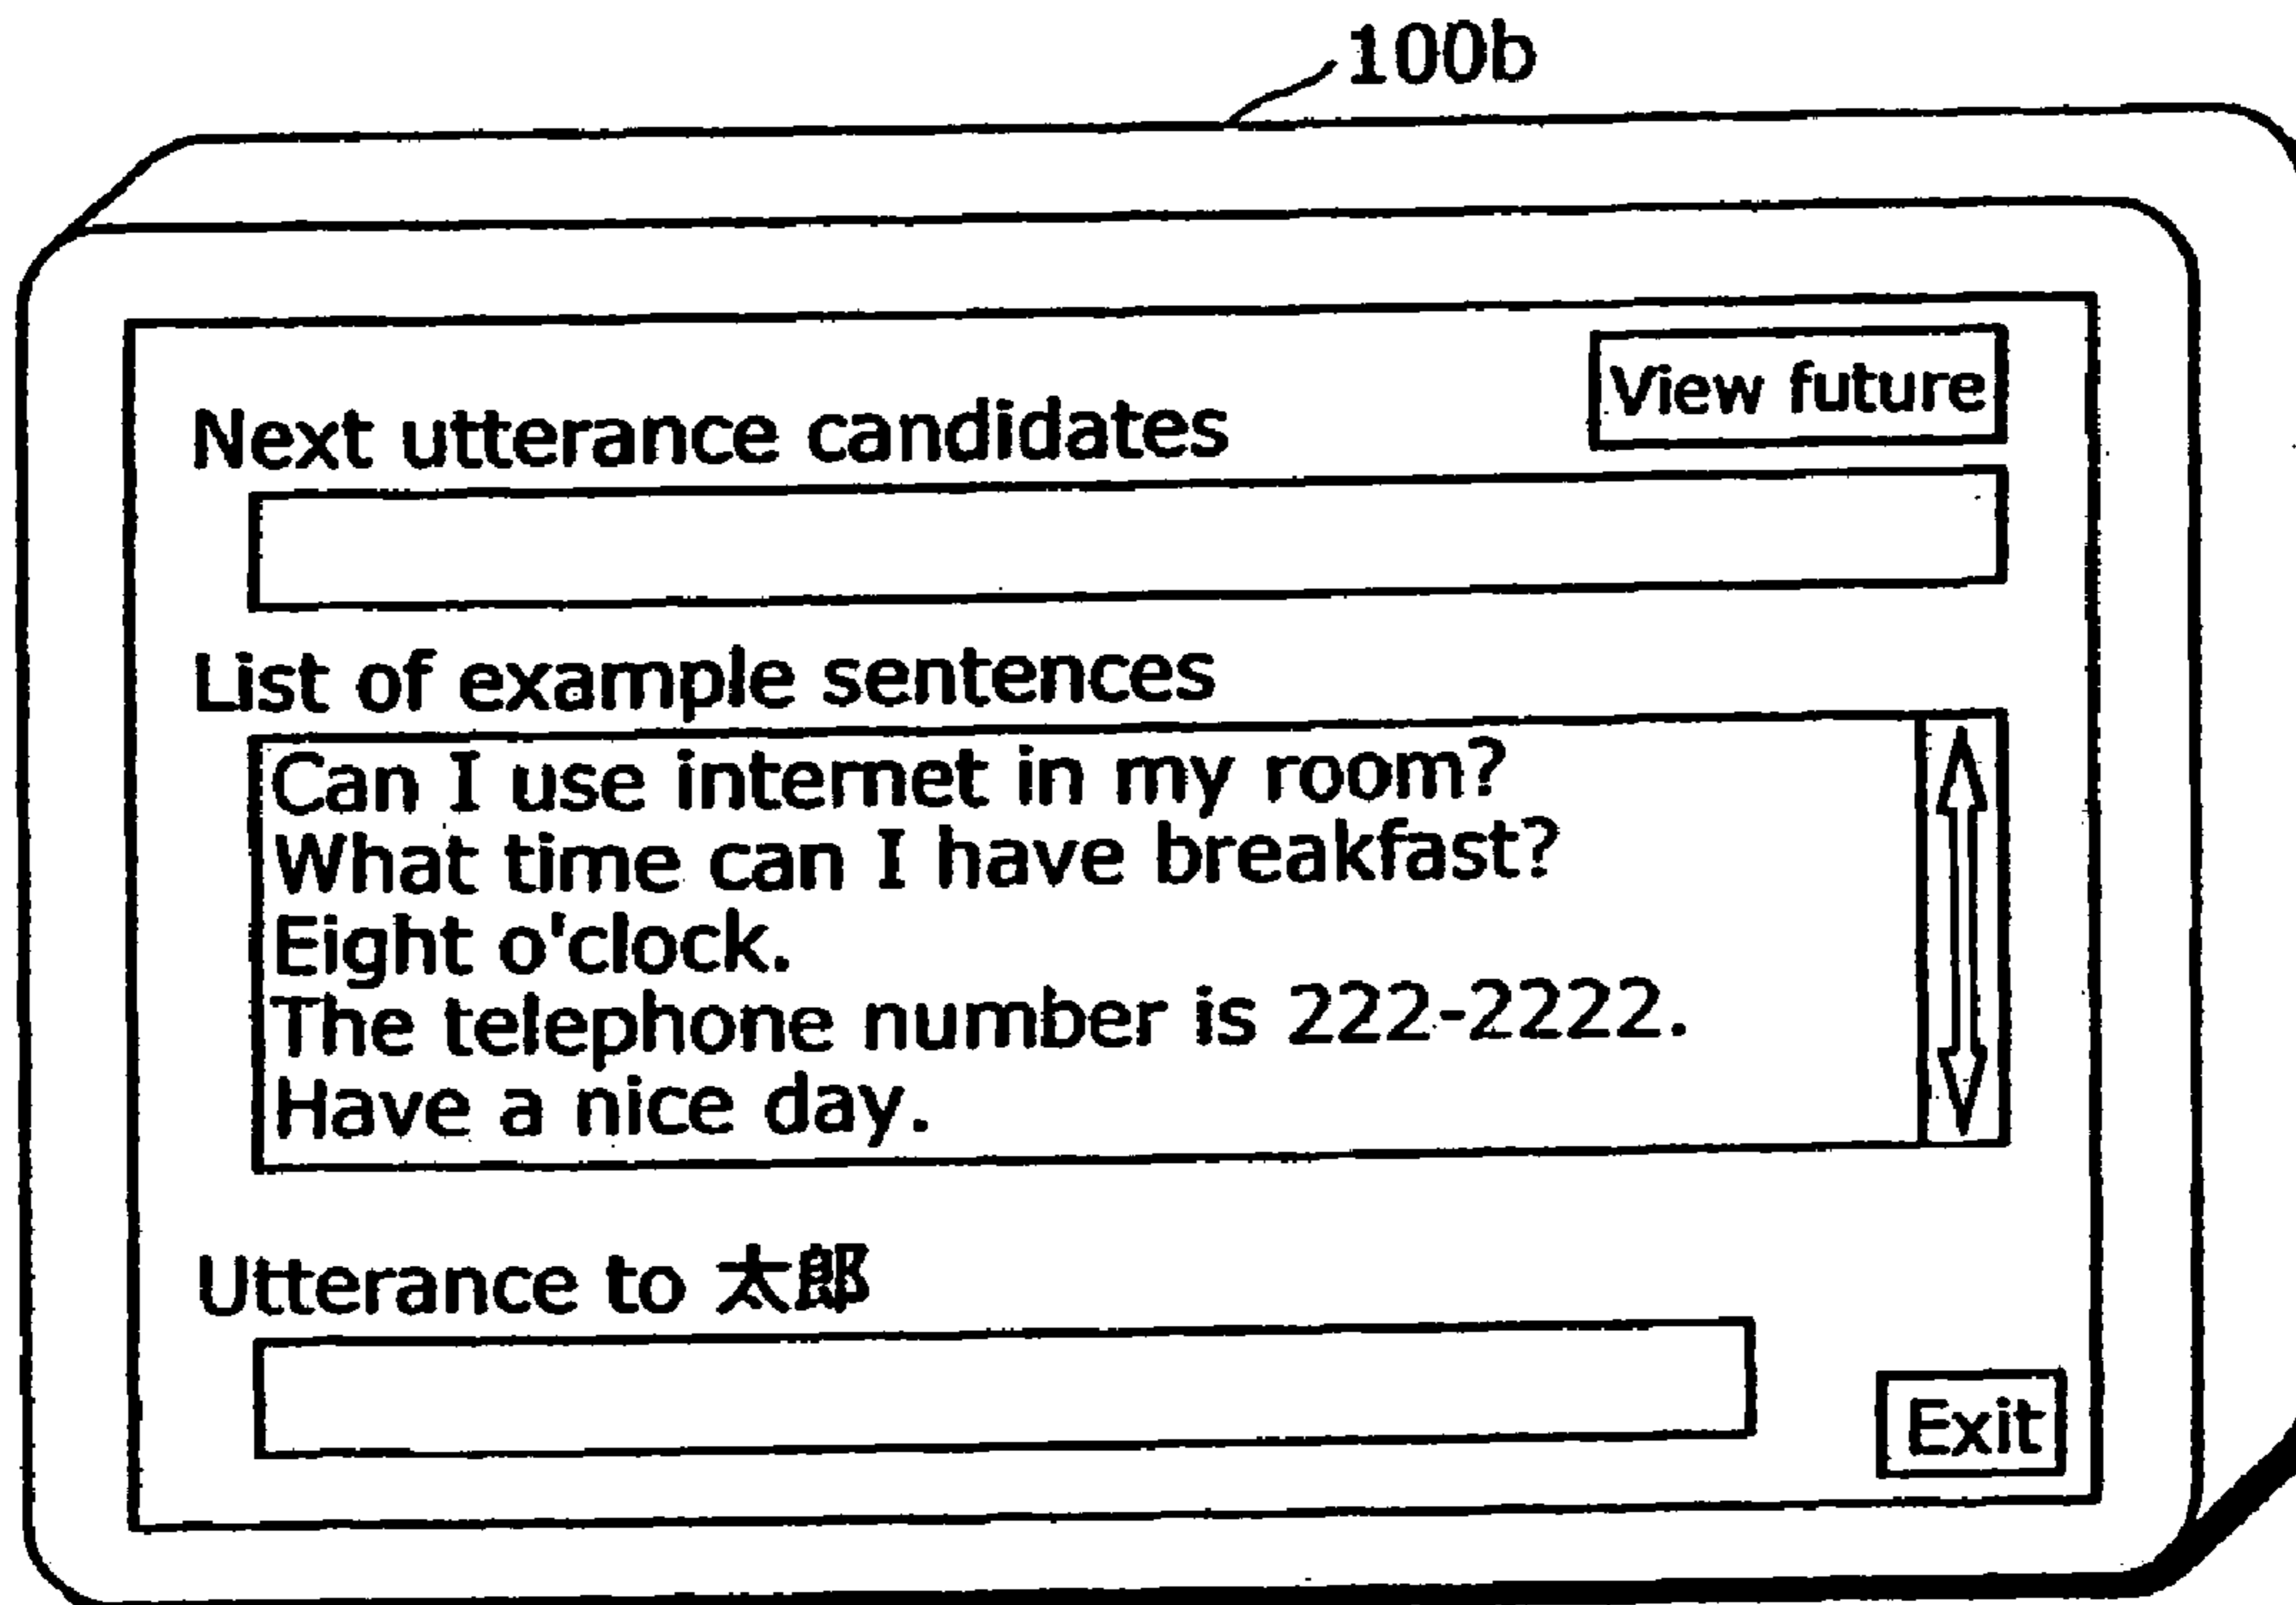 100b
View future
Next utterance candidates
List of example sentences
Can I use internet in my room?
What time can I have breakfast?
Eight o'clock.
The telephone number is 222-2222.
Have a nice day.
Utterance to 太郎
Exit